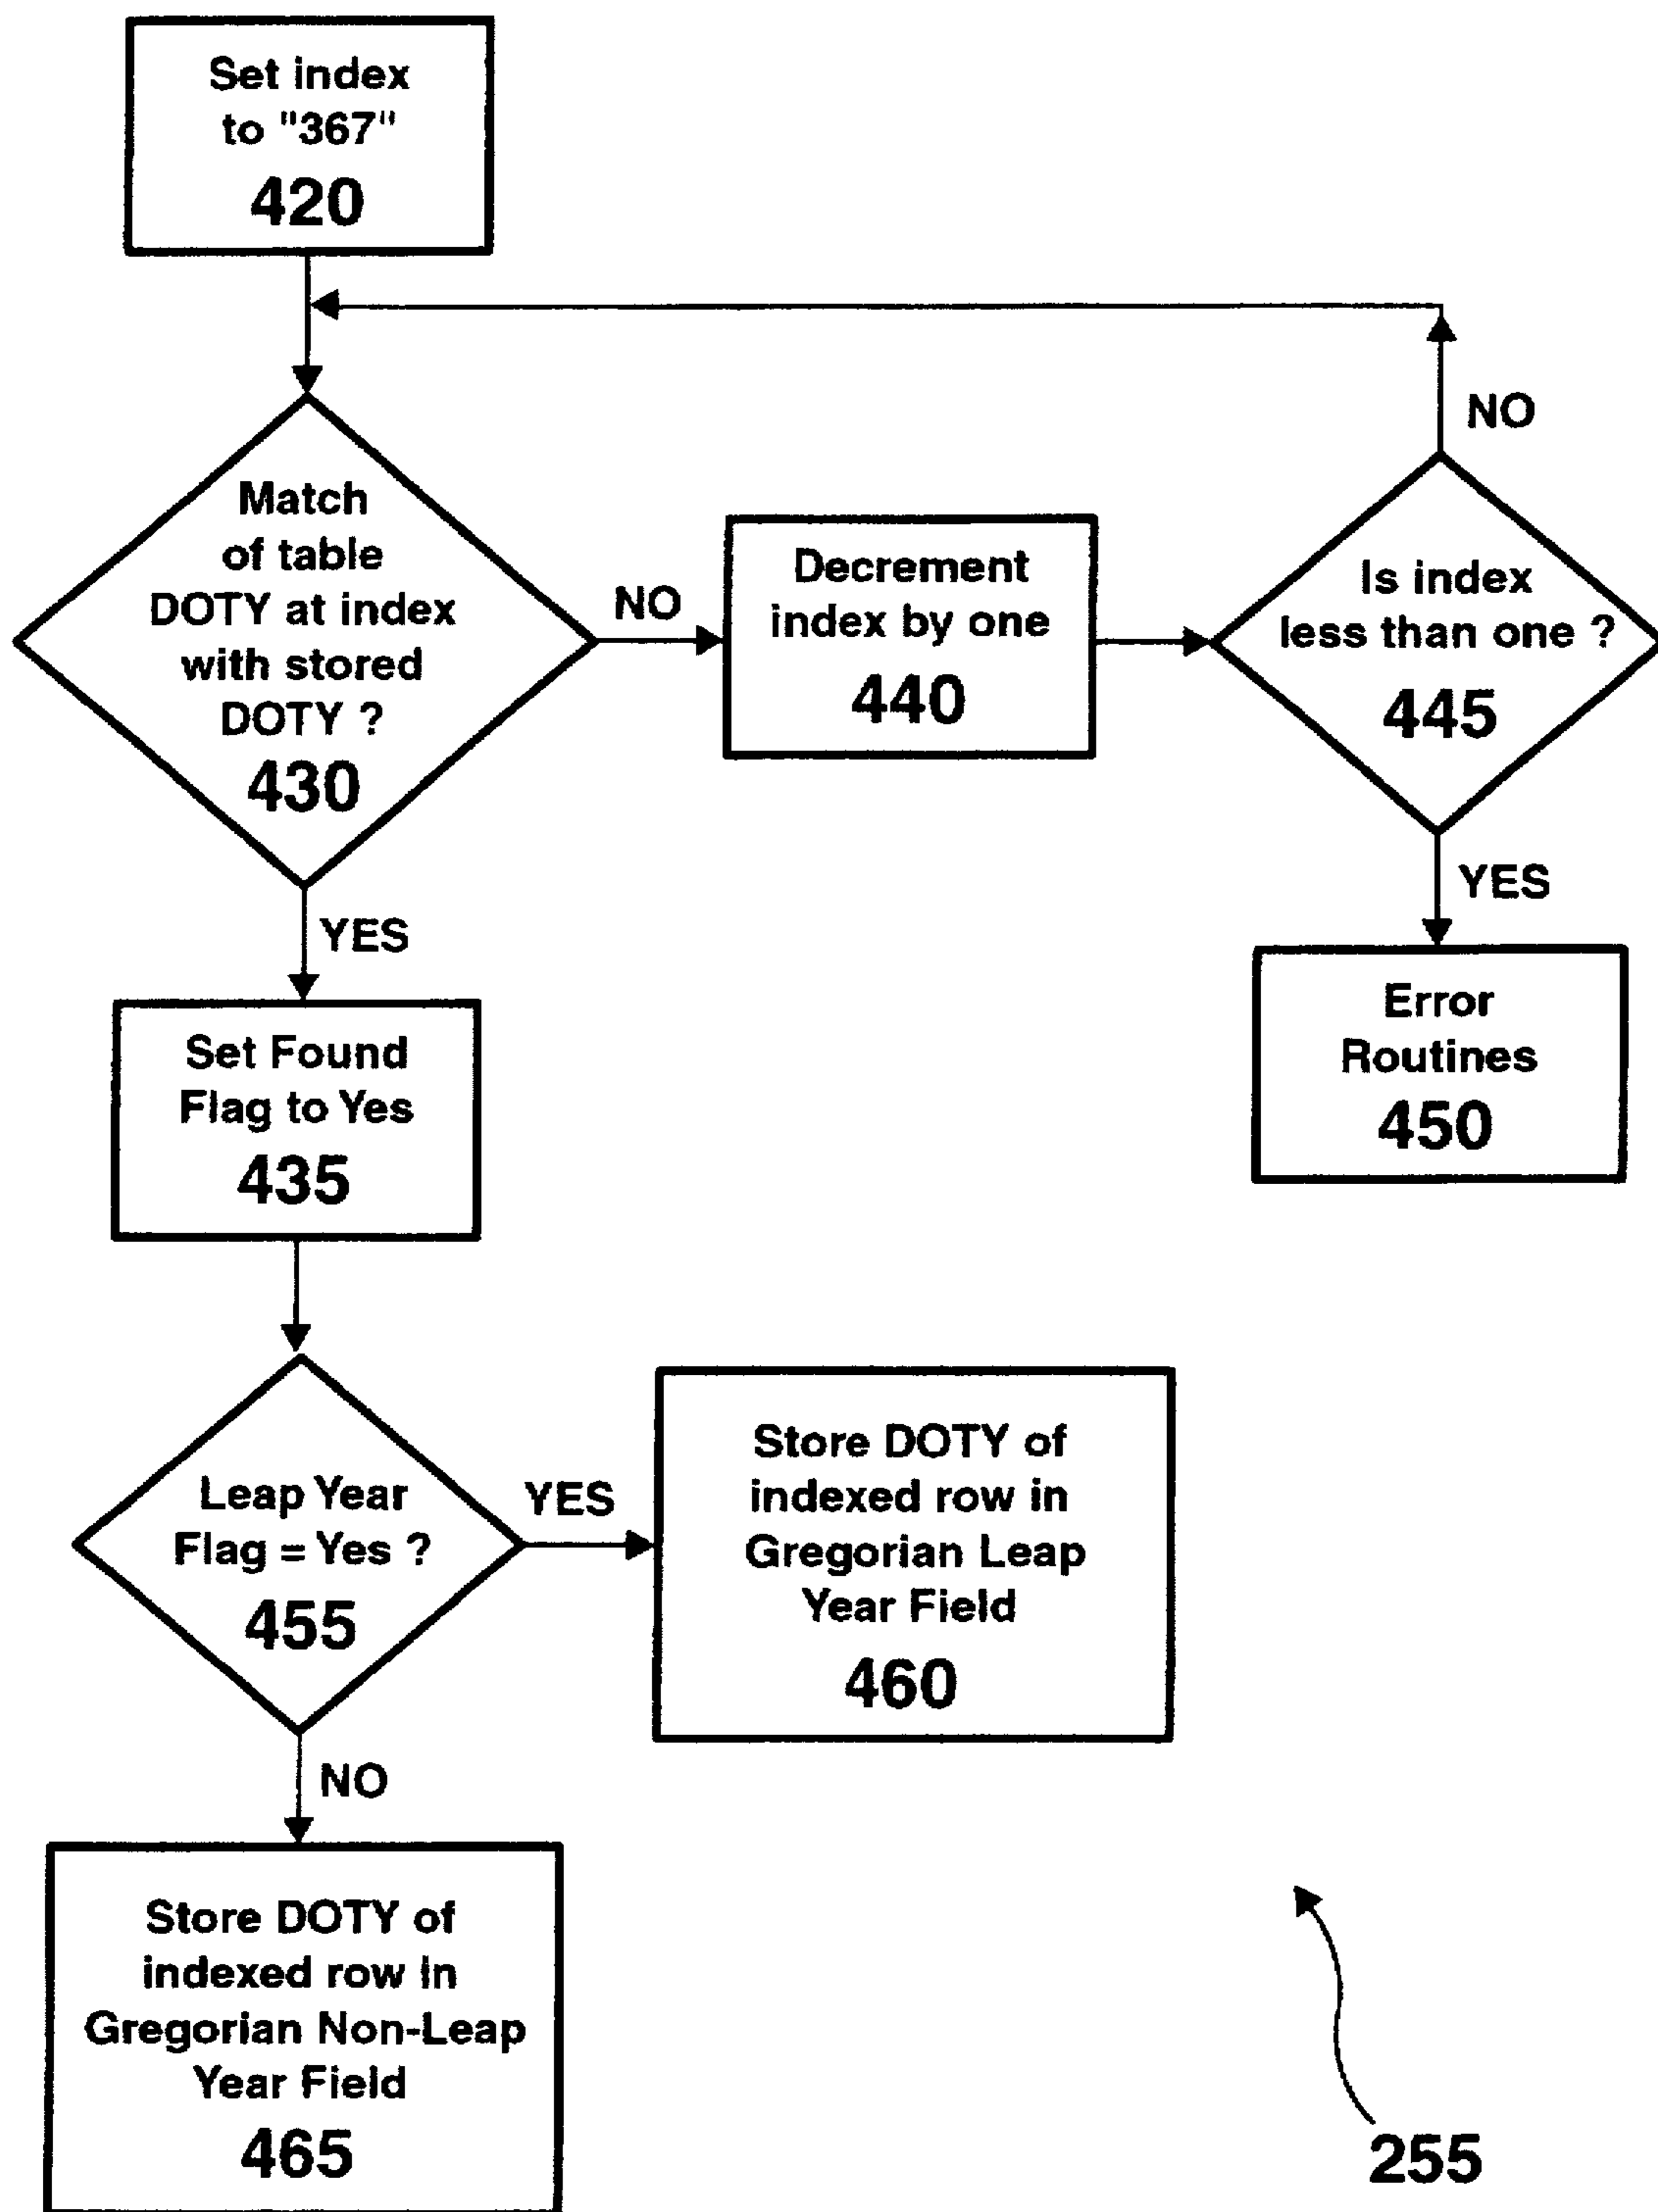 Set index
to "367"
420
NO
Match
of table
DOTY at index
with stored
DOTY ?
430
NO
Decrement
index by one
440
Is index
less than one ?
445
YES
YES
Error
Routines
450
Set Found
Flag to Yes
435
Leap Year
Flag = Yes ?
455
YES
Store DOTY of
indexed row in
Gregorian Leap
Year Field
460
NO
Store DOTY of
indexed row in
Gregorian Non-Leap
Year Field
465
255